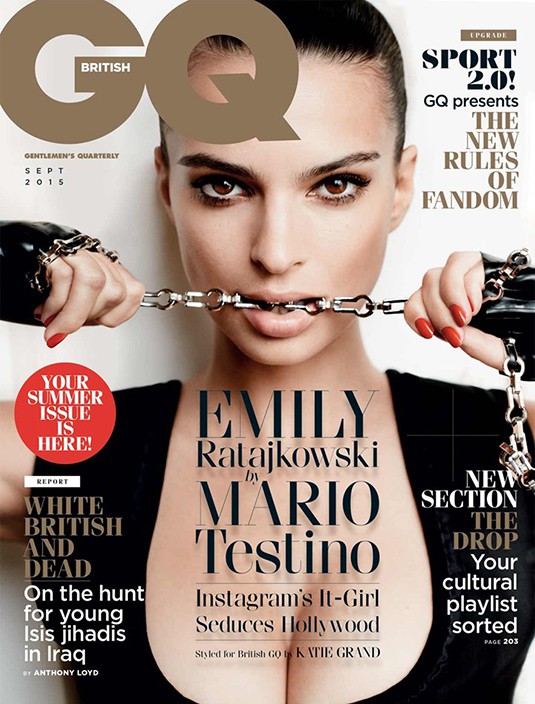 GQ
BRITISH
GENTLEMEN'S QUARTERLY
SEPT
2015
UPGRADE
SPORT
2.0!
GQ presents
THE
NEW
RULES
OF
FANDOM
YOUR
SUMMER
ISSUE
IS
HERE!
REPORT
WHITE
BRITISH
AND
DEAD
On the hunt
for young
Isis jihadis
in Iraq
BY ANTHONY LOYD
EMILY
Ratajkowski
by
MARIO
Testino
Instagram's It-Girl
Seduces Hollywood
Styled for British GQ by KATIE GRAND
NEW
SECTION
THE
DROP
Your
cultural
playlist
sorted
PAGE 203